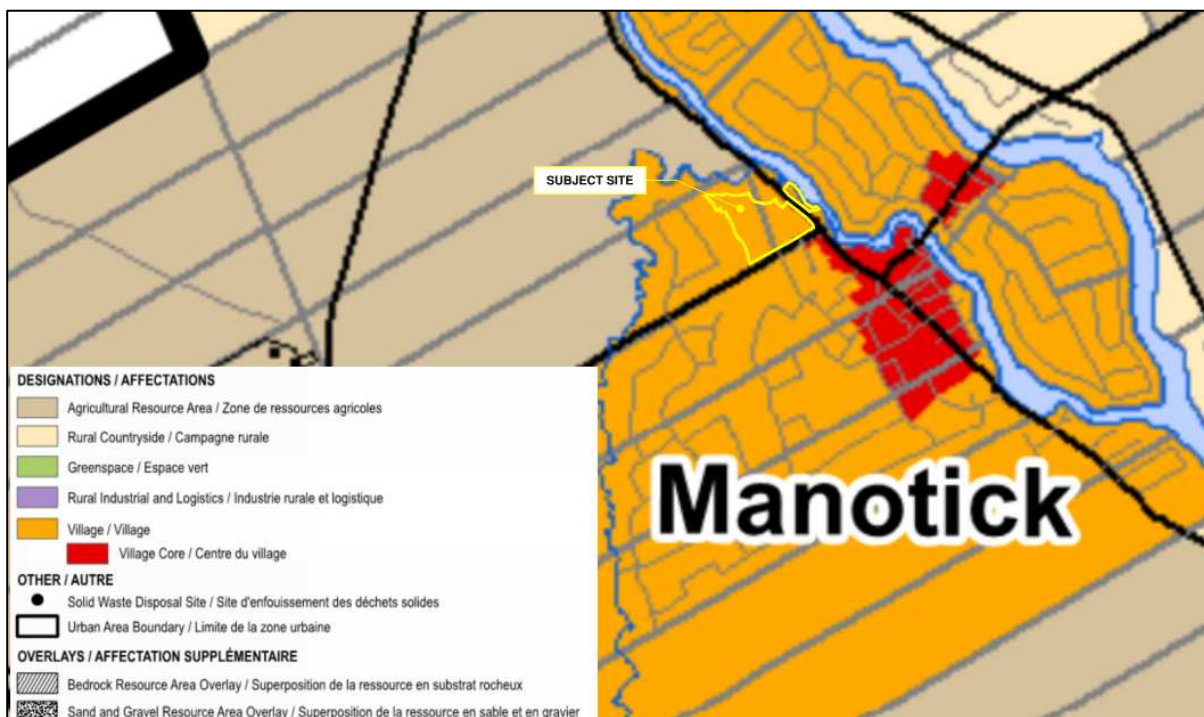 SUBJECT SITE
Manotick
DESIGNATIONS / AFFECTATIONS
Agricultural Resource Area / Zone de ressources agricoles
Rural Countryside / Campagne rurale
Greenspace / Espace vert
Rural Industrial and Logistics / Industrie rurale et logistique
Village / Village
Village Core / Centre du village
OTHER / AUTRE
Solid Waste Disposal Site / Site d'enfouissement des déchets solides
Urban Area Boundary / Limite de la zone urbaine
OVERLAYS / AFFECTATION SUPPLÉMENTAIRE
Bedrock Resource Area Overlay / Superposition de la ressource en substrat rocheux
Sand and Gravel Resource Area Overlay / Superposition de la ressource en sable et en gravier